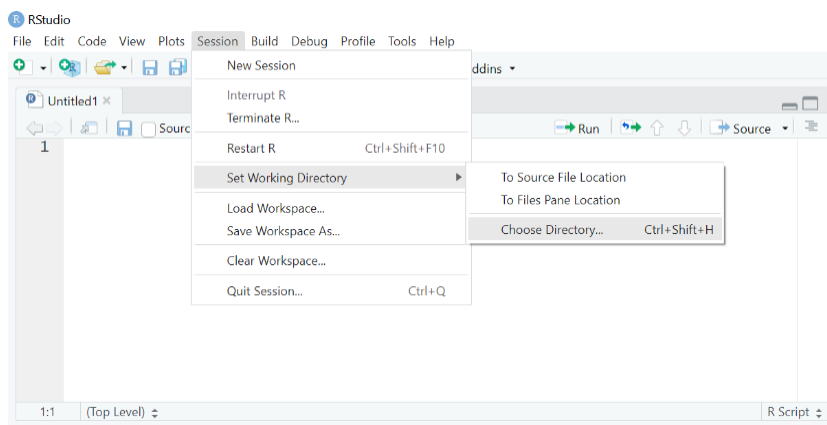 R RStudio
File Edit Code View Plots Session Build Debug Profile Tools Help
ddins
Untitled1
Sourc
Run
Source
1
New Session
Interrupt R
Terminate R...
Restart R Ctrl+Shift+F10
Set Working Directory
To Source File Location
To Files Pane Location
Choose Directory... Ctrl+Shift+H
Load Workspace...
Save Workspace As...
Clear Workspace...
Quit Session... Ctrl+Q
1:1 (Top Level) R Script